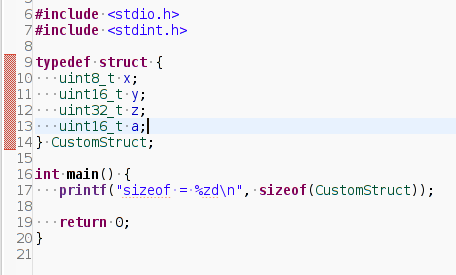 6 #include <stdio.h>
7 #include <stdint.h>
8
9 typedef struct {
10 uint8_t x;
11 uint16_t y;
12 uint32_t z;
13 uint16_t a;
14 } CustomStruct;
15
16 int main() {
17 printf("sizeof = %zd\n", sizeof(CustomStruct));
18
19 return 0;
20 }
21